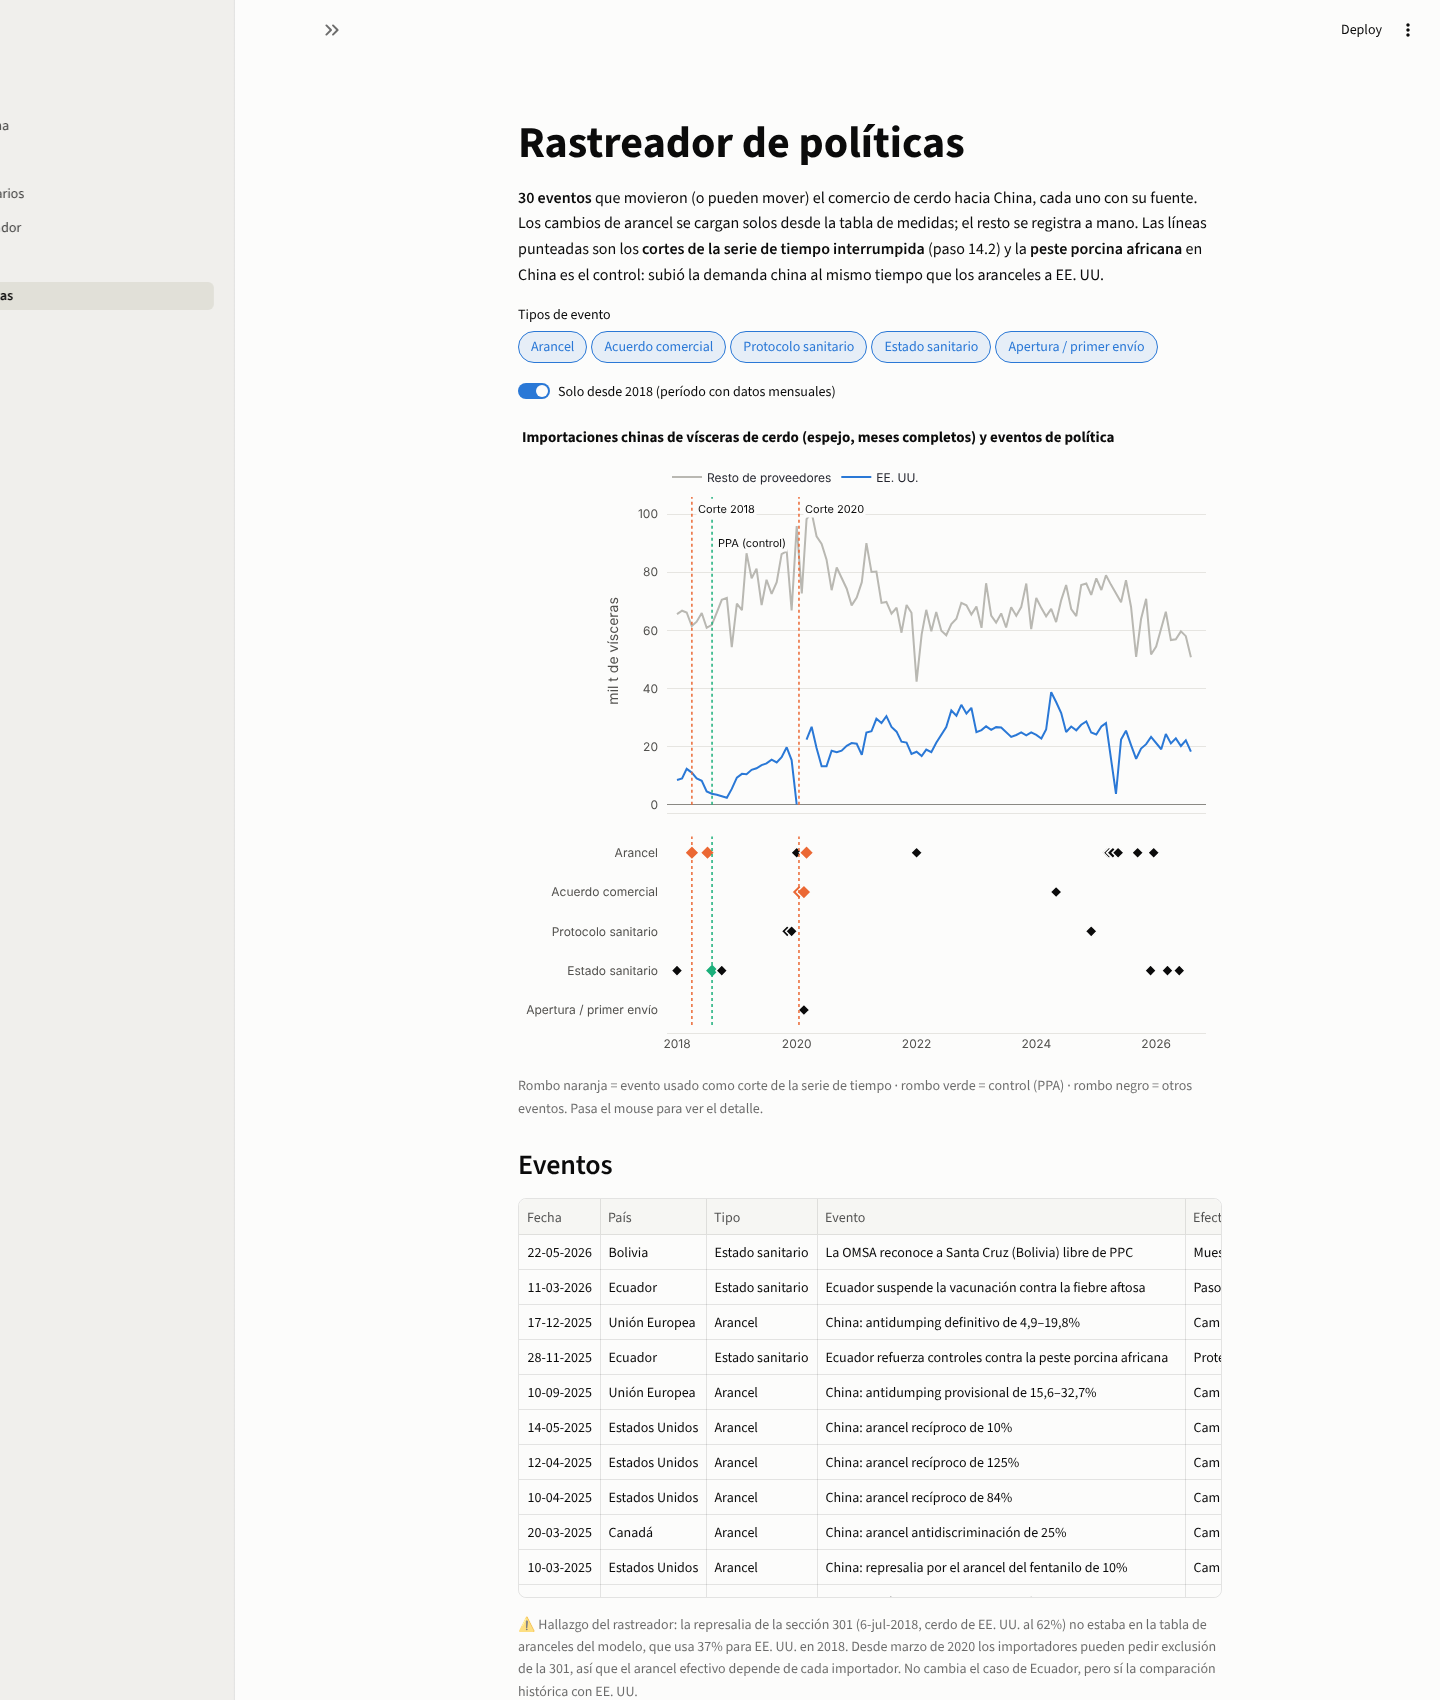 Deploy
na
arios
dor
as
Rastreador de políticas
30 eventos que movieron (o pueden mover) el comercio de cerdo hacia China, cada uno con su fuente.
Los cambios de arancel se cargan solos desde la tabla de medidas; el resto se registra a mano. Las líneas
punteadas son los cortes de la serie de tiempo interrumpida (paso 14.2) y la peste porcina africana en
China es el control: subió la demanda china al mismo tiempo que los aranceles a EE. UU.
Tipos de evento
Arancel Acuerdo comercial Protocolo sanitario Estado sanitario Apertura / primer envío
Solo desde 2018 (período con datos mensuales)
Importaciones chinas de vísceras de cerdo (espejo, meses completos) y eventos de política
Resto de proveedores EE. UU.
Corte 2018 Corte 2020
PPA (control)
100
80
60
40
20
0
mil t de vísceras
Arancel
Acuerdo comercial
Protocolo sanitario
Estado sanitario
Apertura / primer envío
2018 2020 2022 2024 2026
Rombo naranja = evento usado como corte de la serie de tiempo · rombo verde = control (PPA) · rombo negro = otros
eventos. Pasa el mouse para ver el detalle.
Eventos
Fecha País Tipo Evento Efect
22-05-2026 Bolivia Estado sanitario La OMSA reconoce a Santa Cruz (Bolivia) libre de PPC Mues
11-03-2026 Ecuador Estado sanitario Ecuador suspende la vacunación contra la fiebre aftosa Paso
17-12-2025 Unión Europea Arancel China: antidumping definitivo de 4,9–19,8% Cam
28-11-2025 Ecuador Estado sanitario Ecuador refuerza controles contra la peste porcina africana Prote
10-09-2025 Unión Europea Arancel China: antidumping provisional de 15,6–32,7% Cam
14-05-2025 Estados Unidos Arancel China: arancel recíproco de 10% Cam
12-04-2025 Estados Unidos Arancel China: arancel recíproco de 125% Cam
10-04-2025 Estados Unidos Arancel China: arancel recíproco de 84% Cam
20-03-2025 Canadá Arancel China: arancel antidiscriminación de 25% Cam
10-03-2025 Estados Unidos Arancel China: represalia por el arancel del fentanilo de 10% Cam
⚠️ Hallazgo del rastreador: la represalia de la sección 301 (6-jul-2018, cerdo de EE. UU. al 62%) no estaba en la tabla de
aranceles del modelo, que usa 37% para EE. UU. en 2018. Desde marzo de 2020 los importadores pueden pedir exclusión
de la 301, así que el arancel efectivo depende de cada importador. No cambia el caso de Ecuador, pero sí la comparación
histórica con EE. UU.